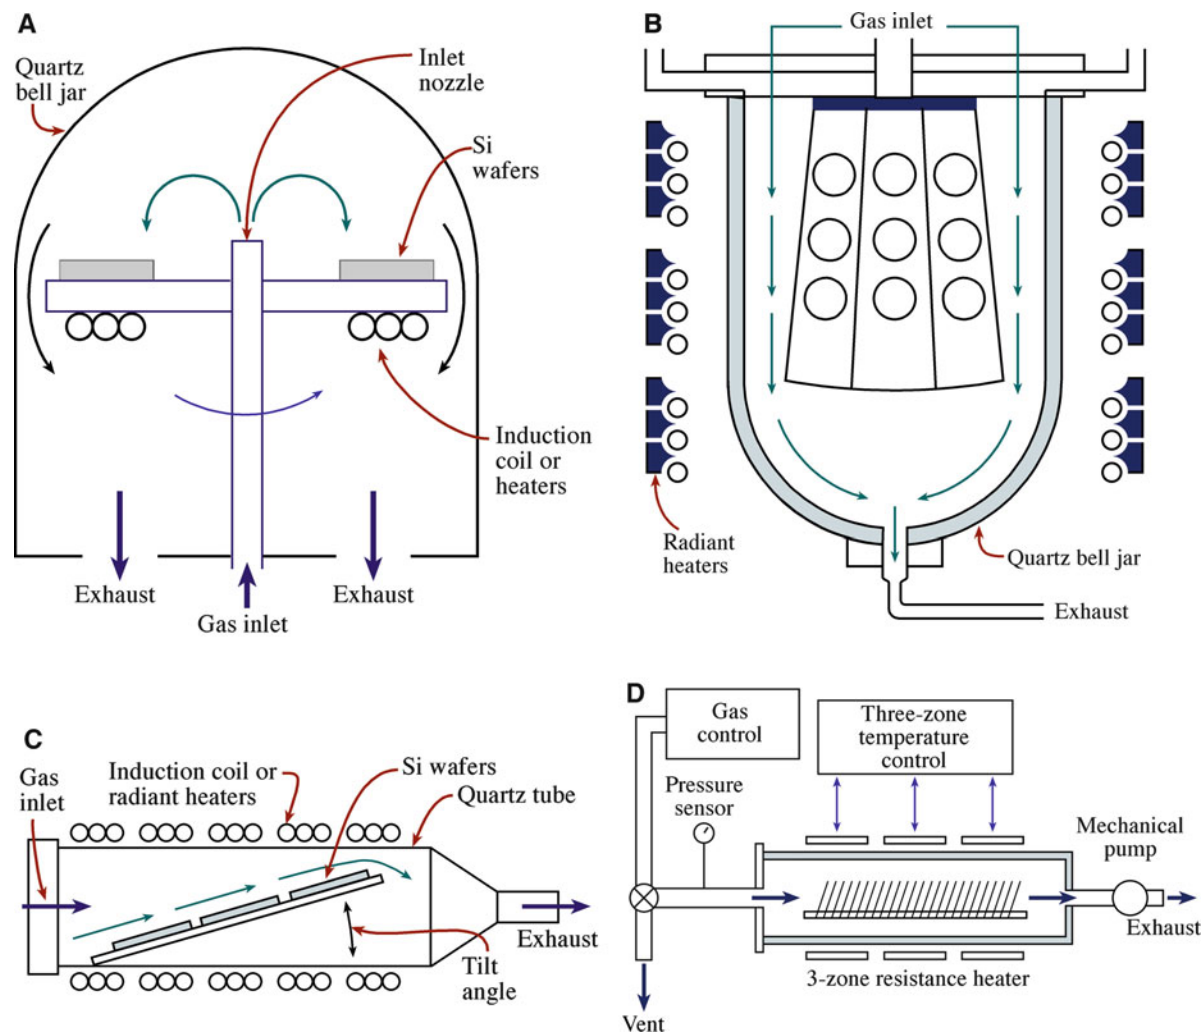 A
Quartz
bell jar
Inlet
nozzle
Si
wafers
Induction
coil or
heaters
Exhaust
Exhaust
Gas inlet
B
Gas inlet
Radiant
heaters
Quartz bell jar
Exhaust
C
Gas
inlet
Induction coil or
radiant heaters
Si wafers
Quartz tube
Exhaust
Tilt
angle
D
Gas
control
Three-zone
temperature
control
Pressure
sensor
Mechanical
pump
Exhaust
3-zone resistance heater
Vent